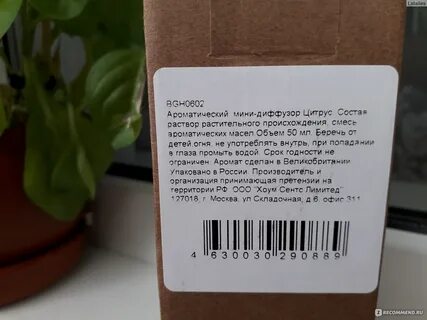 Lalalisa
BGH0602
Ароматический мини-диффузор Цитрус. Состав
раствор растительного происхождения, смесь
ароматических масел Объем 50 мл. Беречь от
детей,огня, не употреблять внутрь, при попадании
в глаза промыть водой. Срок годности не
ограничен. Аромат сделан в Великобритании
Упаковано в России. Производитель и
организация принимающая претензии на
территории РФ ООО "Хоум Сентс Лимитед"
127018, г. Москва, ул Складочная, д.6, офис 311
4 630030 290889
RECOMMEND.RU